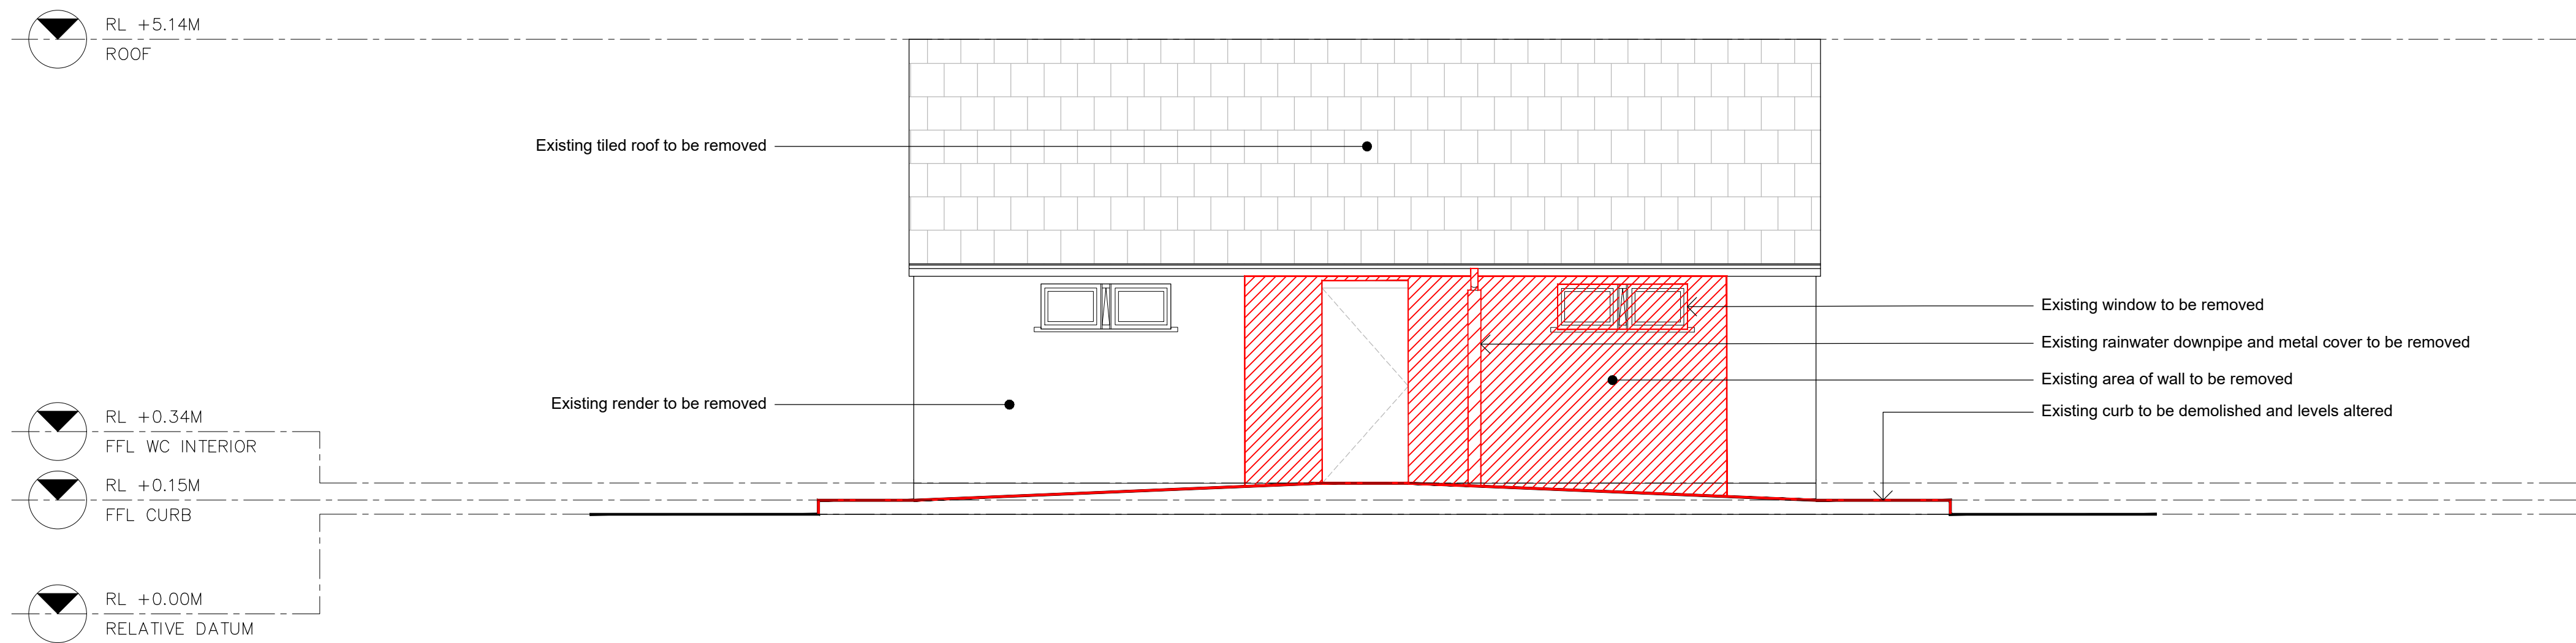 RL +5.14M
ROOF
Existing tiled roof to be removed
Existing window to be removed
Existing rainwater downpipe and metal cover to be removed
Existing area of wall to be removed
Existing render to be removed
Existing curb to be demolished and levels altered
RL +0.34M
FFL WC INTERIOR
RL +0.15M
FFL CURB
RL +0.00M
RELATIVE DATUM